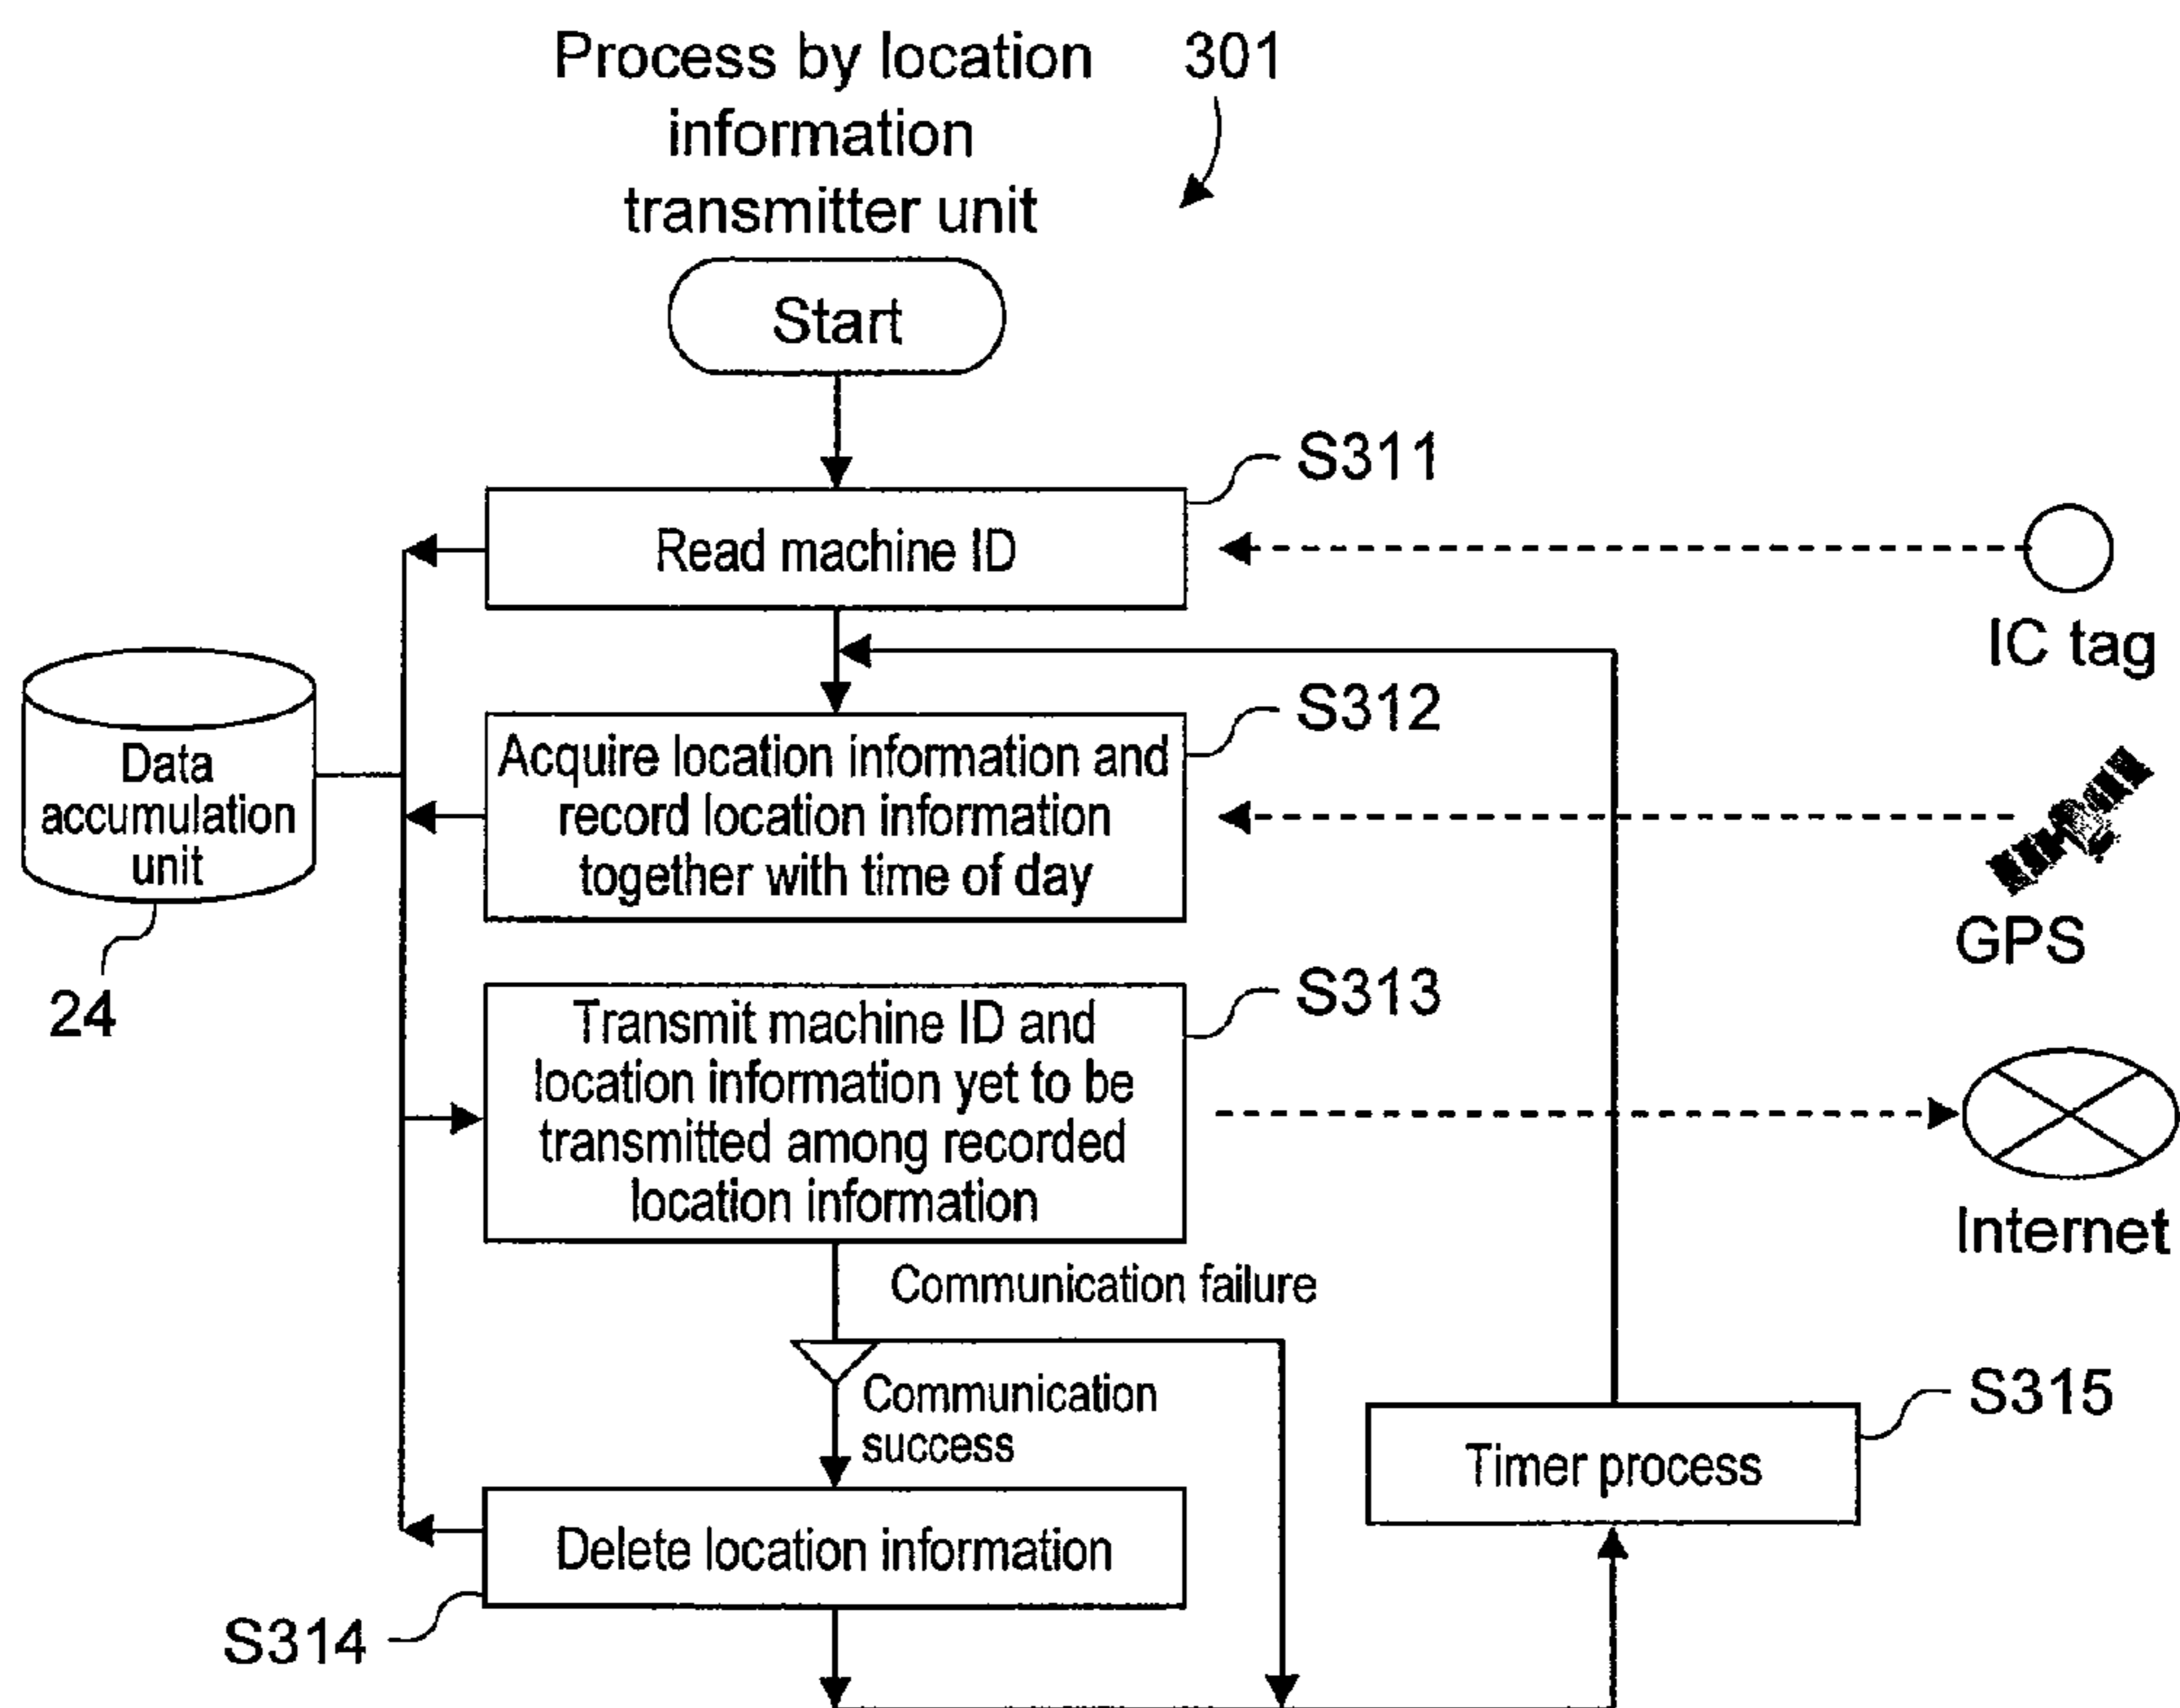 Process by location
information
transmitter unit
301
Start
S311
Read machine ID
IC tag
S312
Acquire location information and
record location information
together with time of day
Data
accumulation
unit
24
GPS
S313
Transmit machine ID and
location information yet to be
transmitted among recorded
location information
Internet
Communication failure
Communication
success
S315
Timer process
Delete location information
S314